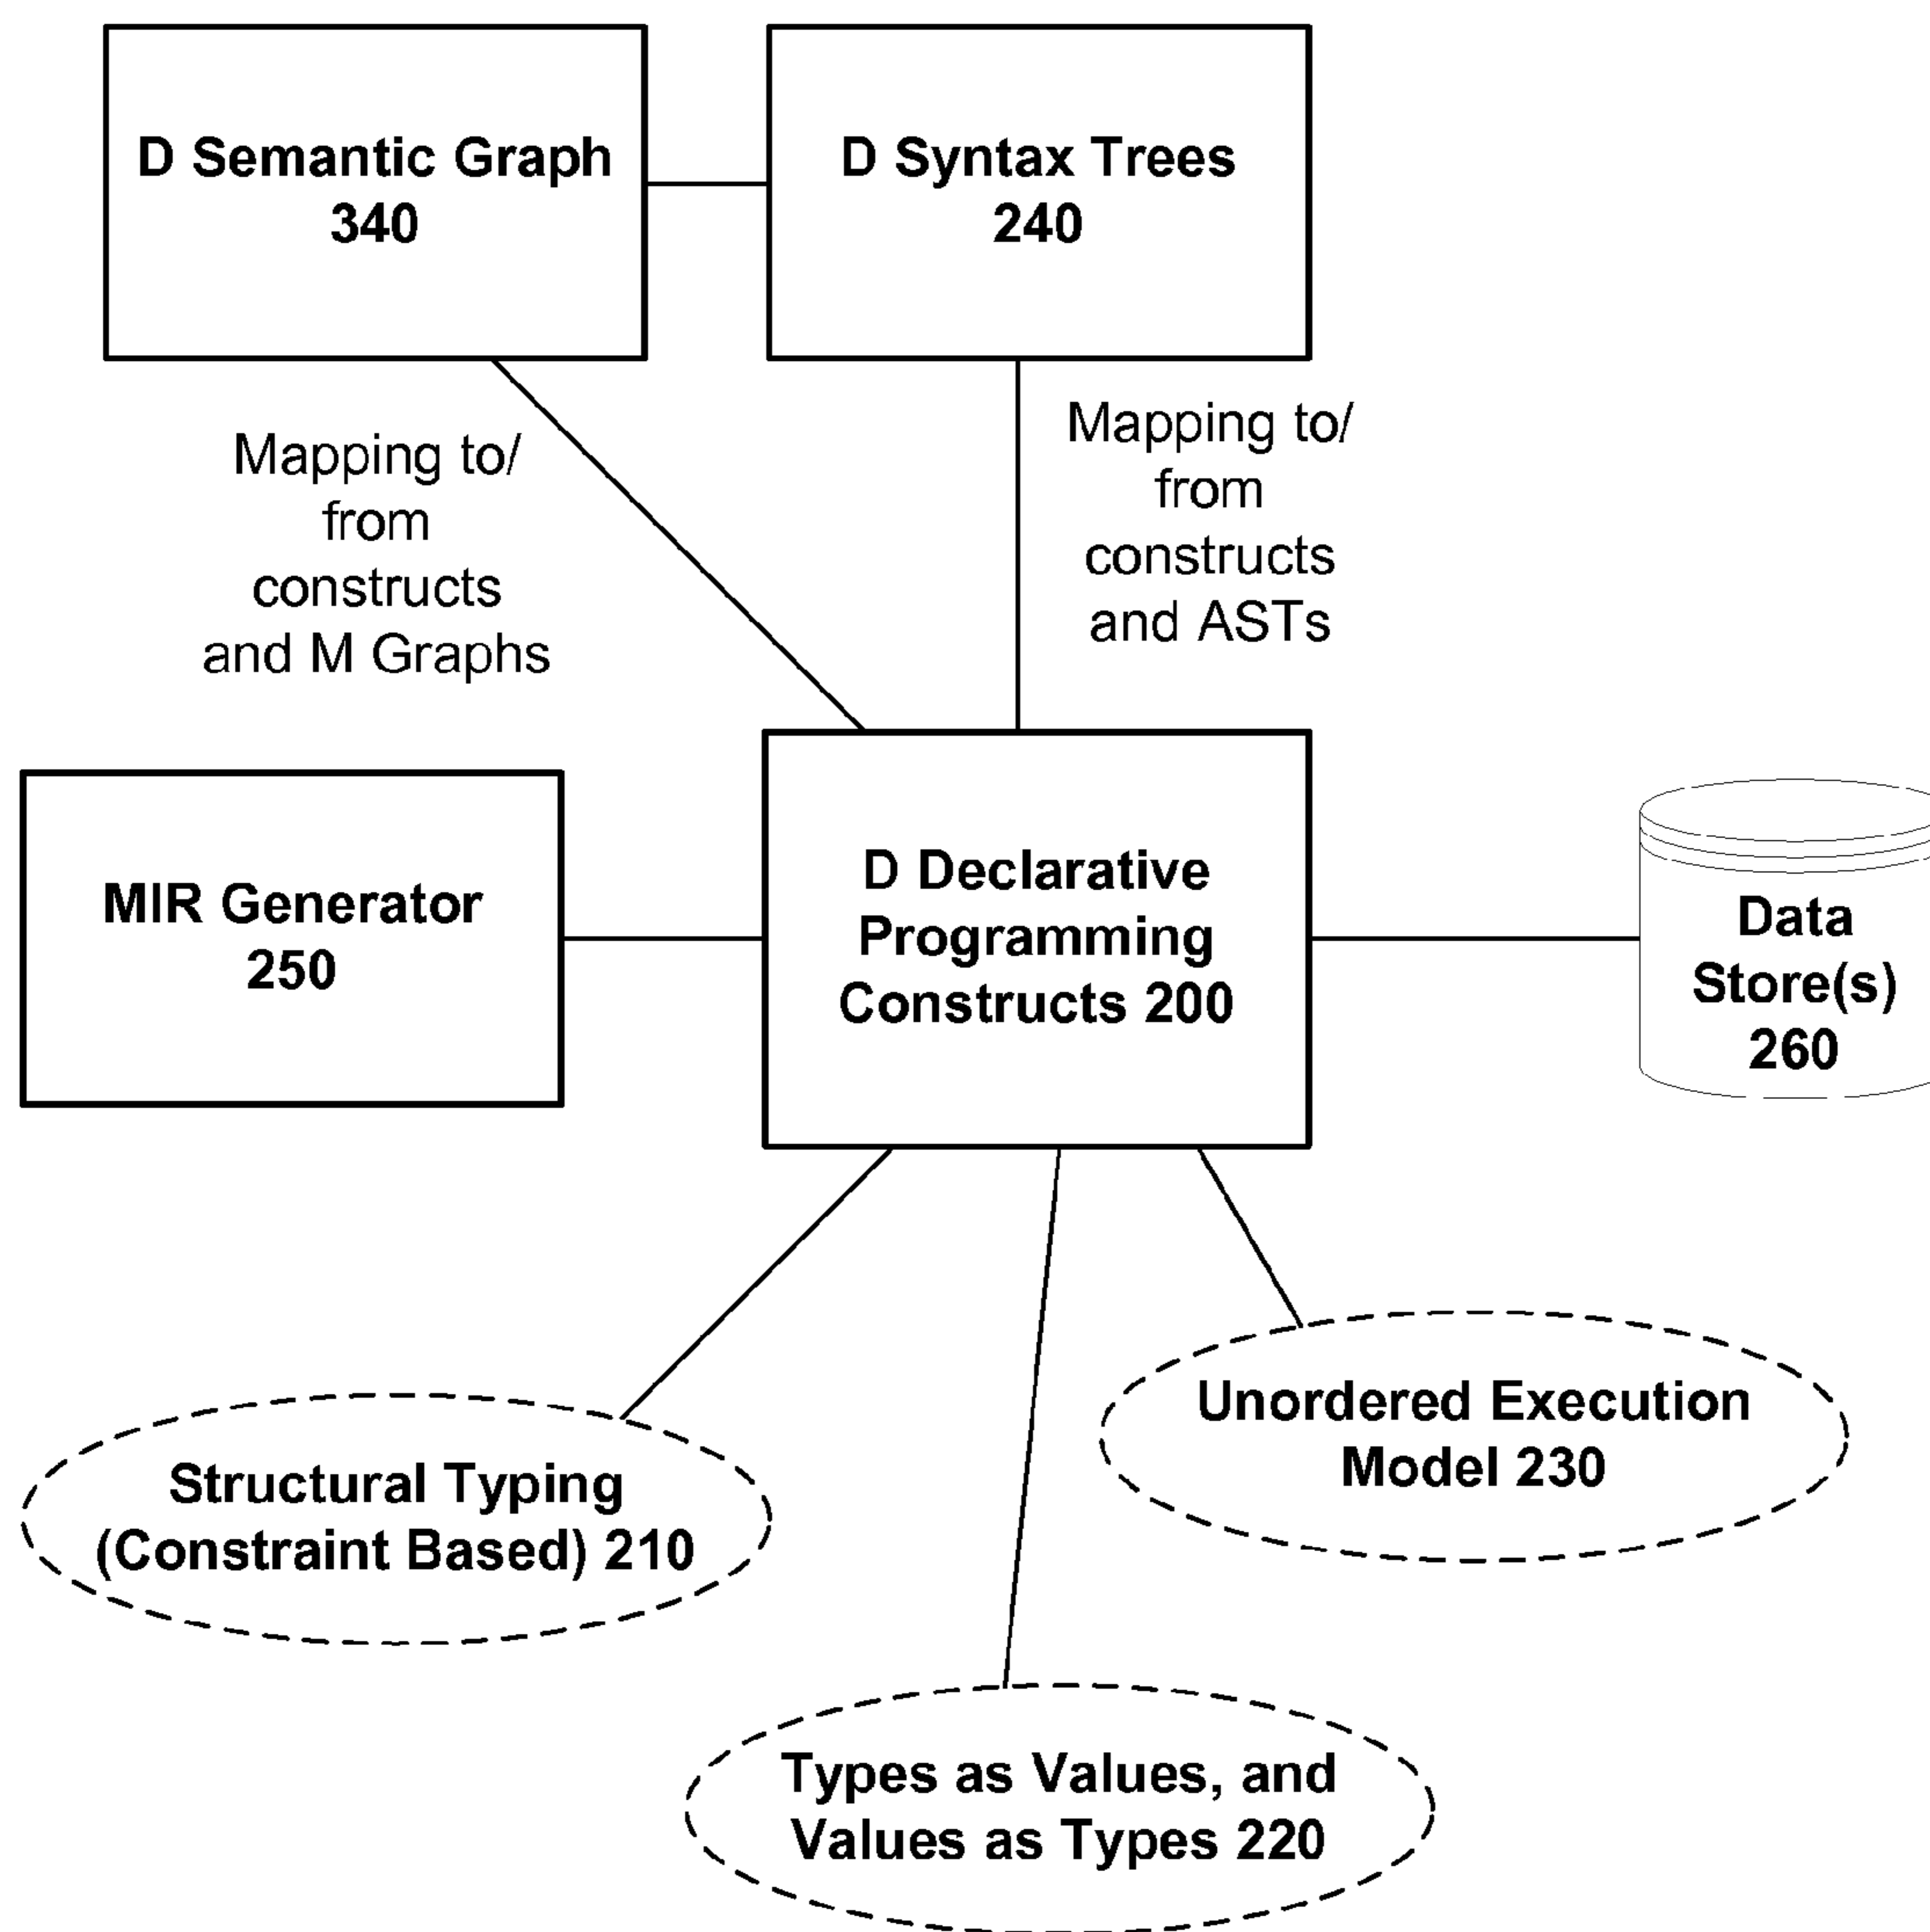 D Semantic Graph
340
D Syntax Trees
240
Mapping to/
from
constructs
and M Graphs
Mapping to/
from
constructs
and ASTs
MIR Generator
250
D Declarative
Programming
Constructs 200
Data
Store(s)
260
Structural Typing
(Constraint Based) 210
Unordered Execution
Model 230
Types as Values, and
Values as Types 220